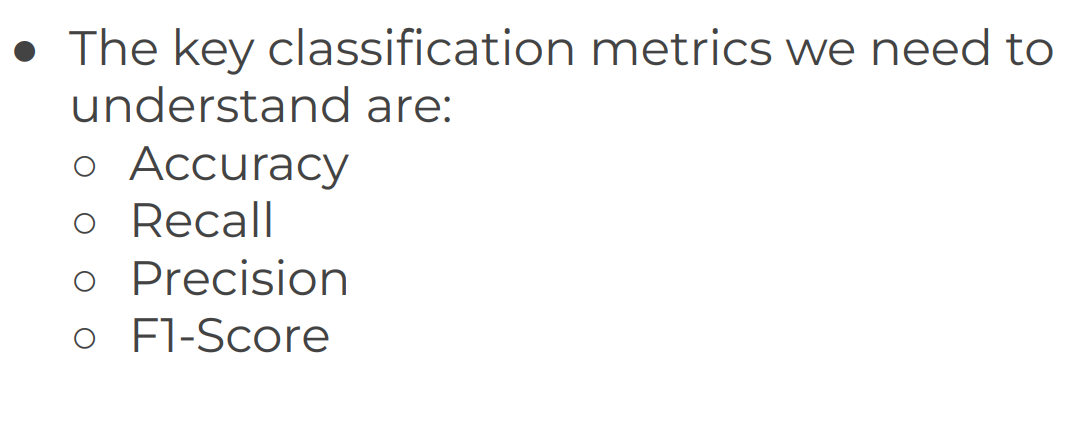 ● The key classification metrics we need to
understand are:
○ Accuracy
○ Recall
○ Precision
○ F1-Score